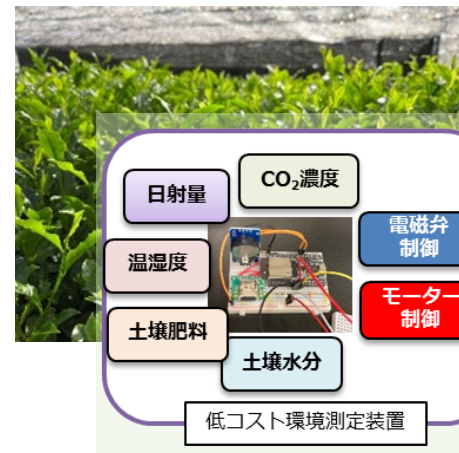 日射量
CO₂濃度
温湿度
電磁弁
制御
土壌肥料
モーター
制御
土壌水分
低コスト環境測定装置